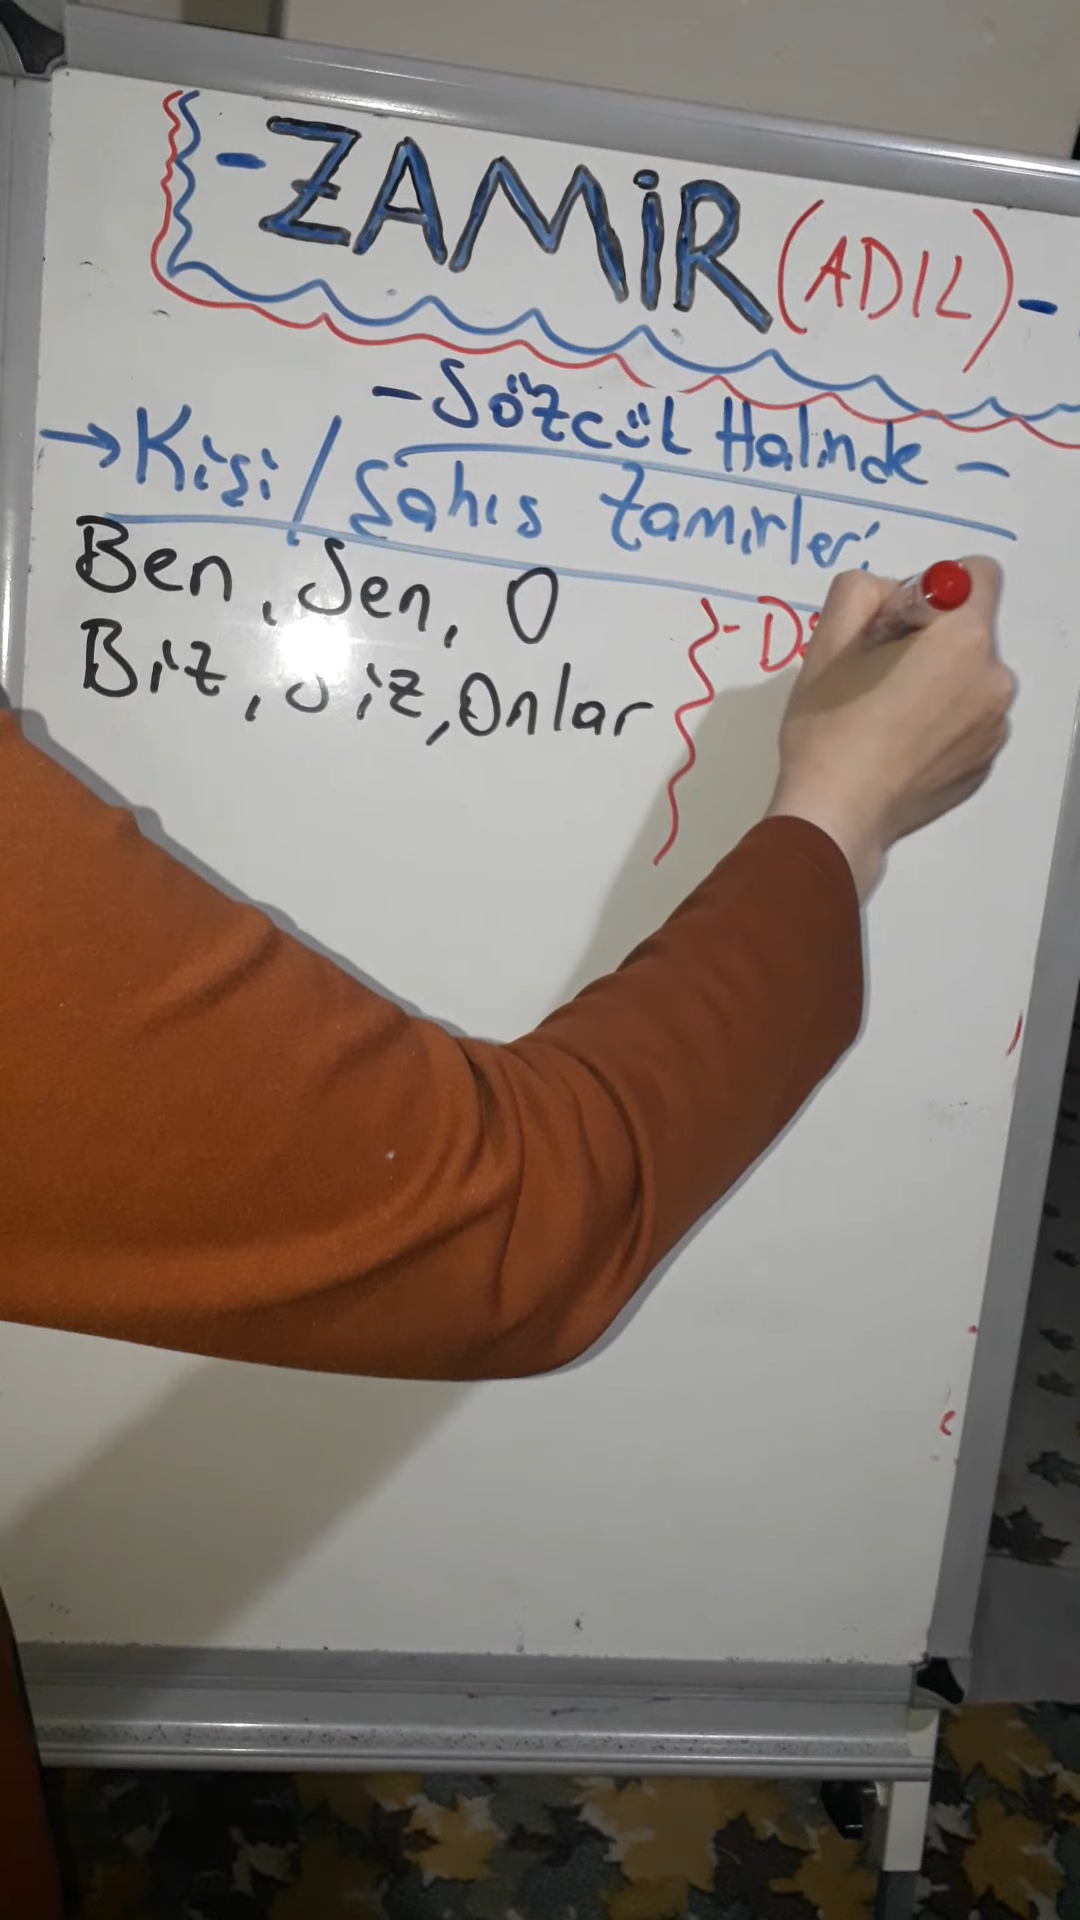 -ZAMİR (ADIL)-
-Sözcük Halinde-
→Kişi/Şahıs Zamirleri
Ben, Sen, O
Biz, Siz, Onlar